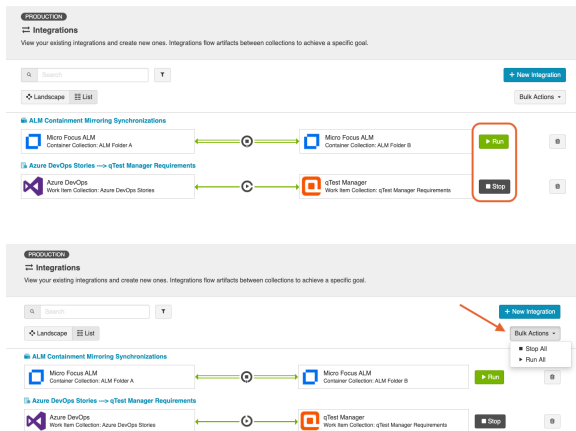 PRODUCTION
Integrations
View your existing integrations and create new ones. Integrations flow artifacts between collections to achieve a specific goal.
Search
+ New Integration
Landscape List
Bulk Actions
ALM Containment Mirroring Synchronizations
Micro Focus ALM
Container Collection: ALM Folder A
Micro Focus ALM
Container Collection: ALM Folder B
Run
Azure DevOps Stories —> qTest Manager Requirements
Azure DevOps
Work Item Collection: Azure DevOps Stories
qTest Manager
Work Item Collection: qTest Manager Requirements
Stop
PRODUCTION
Integrations
View your existing integrations and create new ones. Integrations flow artifacts between collections to achieve a specific goal.
Search
+ New Integration
Landscape List
Bulk Actions
Stop All
Run All
ALM Containment Mirroring Synchronizations
Micro Focus ALM
Container Collection: ALM Folder A
Micro Focus ALM
Container Collection: ALM Folder B
Run
Azure DevOps Stories —> qTest Manager Requirements
Azure DevOps
Work Item Collection: Azure DevOps Stories
qTest Manager
Work Item Collection: qTest Manager Requirements
Stop